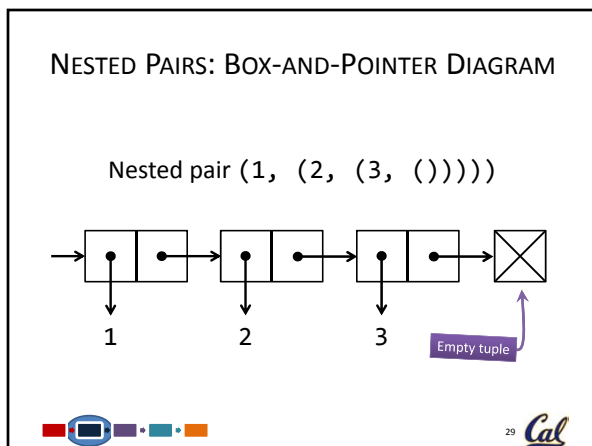 NESTED PAIRS: BOX-AND-POINTER DIAGRAM
Nested pair (1, (2, (3, ()))))
1 2 3
Empty tuple
29 Cal